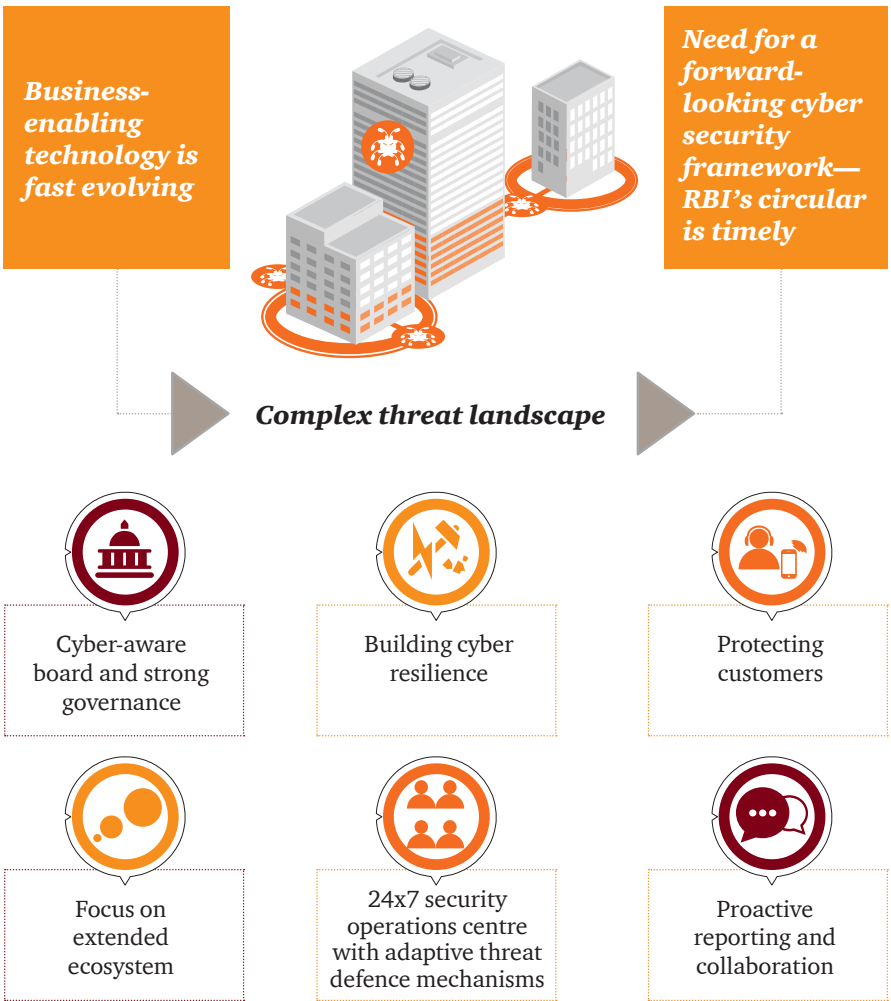 Business-
enabling
technology is
fast evolving
Need for a
forward-
looking cyber
security
framework—
RBI’s circular
is timely
Complex threat landscape
Cyber-aware
board and strong
governance
Building cyber
resilience
Protecting
customers
Focus on
extended
ecosystem
24x7 security
operations centre
with adaptive threat
defence mechanisms
Proactive
reporting and
collaboration